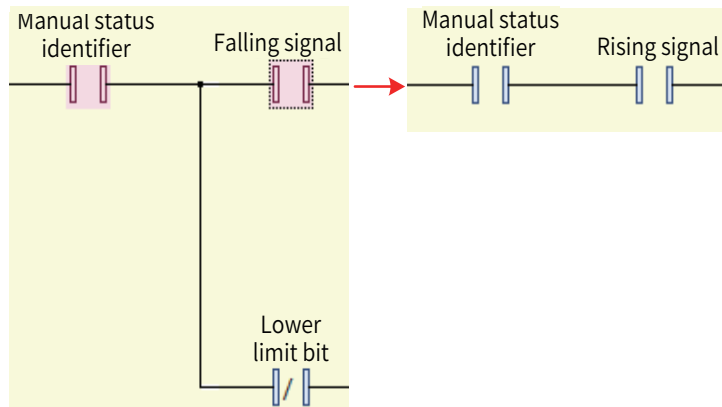 Manual status
identifier
Falling signal
Manual status
identifier
Rising signal
Lower
limit bit